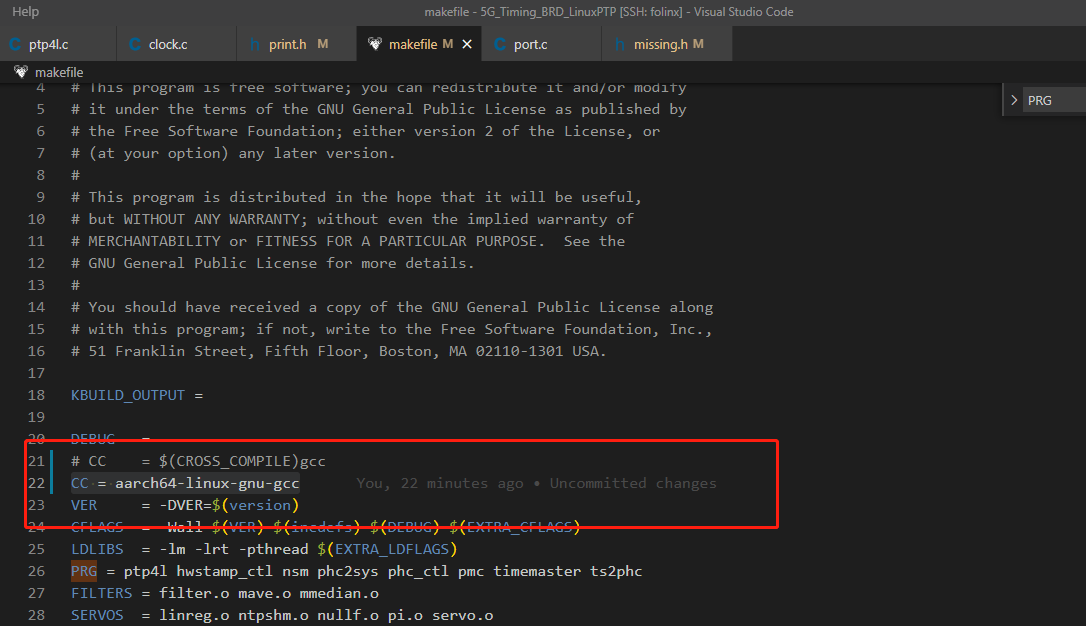 Help
makefile - 5G_Timing_BRD_LinuxPTP [SSH: folinx] - Visual Studio Code
C ptp4l.c C clock.c h print.h M makefile M × C port.c h missing.h M
makefile
> PRG
4 # This program is free software; you can redistribute it and/or modify
5 # it under the terms of the GNU General Public License as published by
6 # the Free Software Foundation; either version 2 of the License, or
7 # (at your option) any later version.
8 #
9 # This program is distributed in the hope that it will be useful,
10 # but WITHOUT ANY WARRANTY; without even the implied warranty of
11 # MERCHANTABILITY or FITNESS FOR A PARTICULAR PURPOSE.  See the
12 # GNU General Public License for more details.
13 #
14 # You should have received a copy of the GNU General Public License along
15 # with this program; if not, write to the Free Software Foundation, Inc.,
16 # 51 Franklin Street, Fifth Floor, Boston, MA 02110-1301 USA.
17
18 KBUILD_OUTPUT =
19
20 DEBUG   =
21 # CC    = $(CROSS_COMPILE)gcc
22 CC = aarch64-linux-gnu-gcc You, 22 minutes ago • Uncommitted changes
23 VER     = -DVER=$(version)
24 CFLAGS  = -Wall $(VER) $(incdefs) $(DEBUG) $(EXTRA_CFLAGS)
25 LDLIBS  = -lm -lrt -pthread $(EXTRA_LDFLAGS)
26 PRG = ptp4l hwstamp_ctl nsm phc2sys phc_ctl pmc timemaster ts2phc
27 FILTERS = filter.o mave.o mmedian.o
28 SERVOS  = linreg.o ntpshm.o nullf.o pi.o servo.o